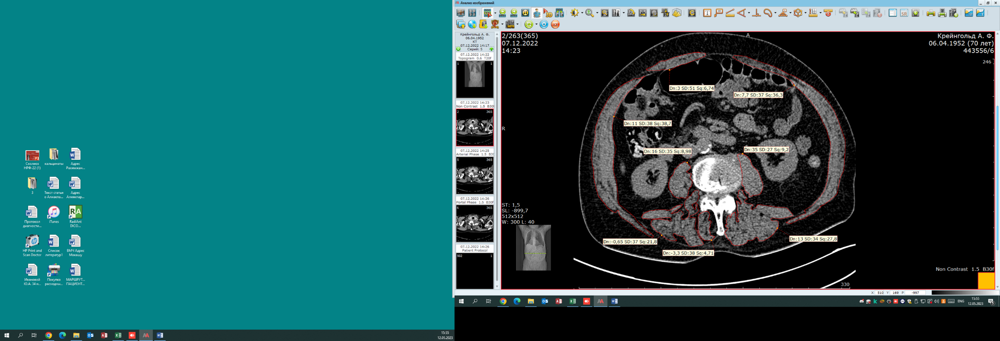 Сколиоз
НРФ-22 (1)
кальцинаты
Адрес
Рахимжан...
3
Текст статьи
о Алиакпа...
Адрес
Алиякпар...
Протокол
диагности...
iTunes
RA
RadiAnt
DICO...
HP Print and
Scan Doctor
Список
литератур1
ВМЧ Адрес
Макашу
Ивановой
Ю.А. 34 н...
Покупка
расходны...
МАРШРУТ...
ПАЦИЕНТ...
15:55
12.05.2023
Анализ изображений
3D
T
SR
MPR
Крейнгольд А. Ф.
06.04.1952
КТ
07.12.2022 14:17
Серий: 5
07.12.2022 14:22
Topogram 0.6 T20f
1 1
07.12.2022 14:23
Non Contrast 1.5 B30f
2 365
07.12.2022 14:25
Arterial Phase 1.5 B30
5 365
07.12.2022 14:26
Portal Phase 1.5 B30f
6 365
07.12.2022 14:26
Patient Protocol
502 1
2/263(365)
07.12.2022
14:23
A
Крейнгольд А. Ф.
06.04.1952 (70 лет)
443556/6
246
R
Dn:3 SD:51 Sq:6,74
Dn:7,7 SD:37 Sq:36,3
Dn:11 SD:38 Sq:38,7
Dn:16 SD:35 Sq:8,98
Dn:35 SD:27 Sq:9,2
ST: 1,5
SL: -899,7
512x512
W: 300 L: 40
Dn:-0,65 SD:37 Sq:21,8
Dn:13 SD:34 Sq:27,8
Dn:-3,3 SD:38 Sq:4,71
Non Contrast 1.5 B30f
330
X 510 Y 169 P -997
ENG
15:55
12.05.2023